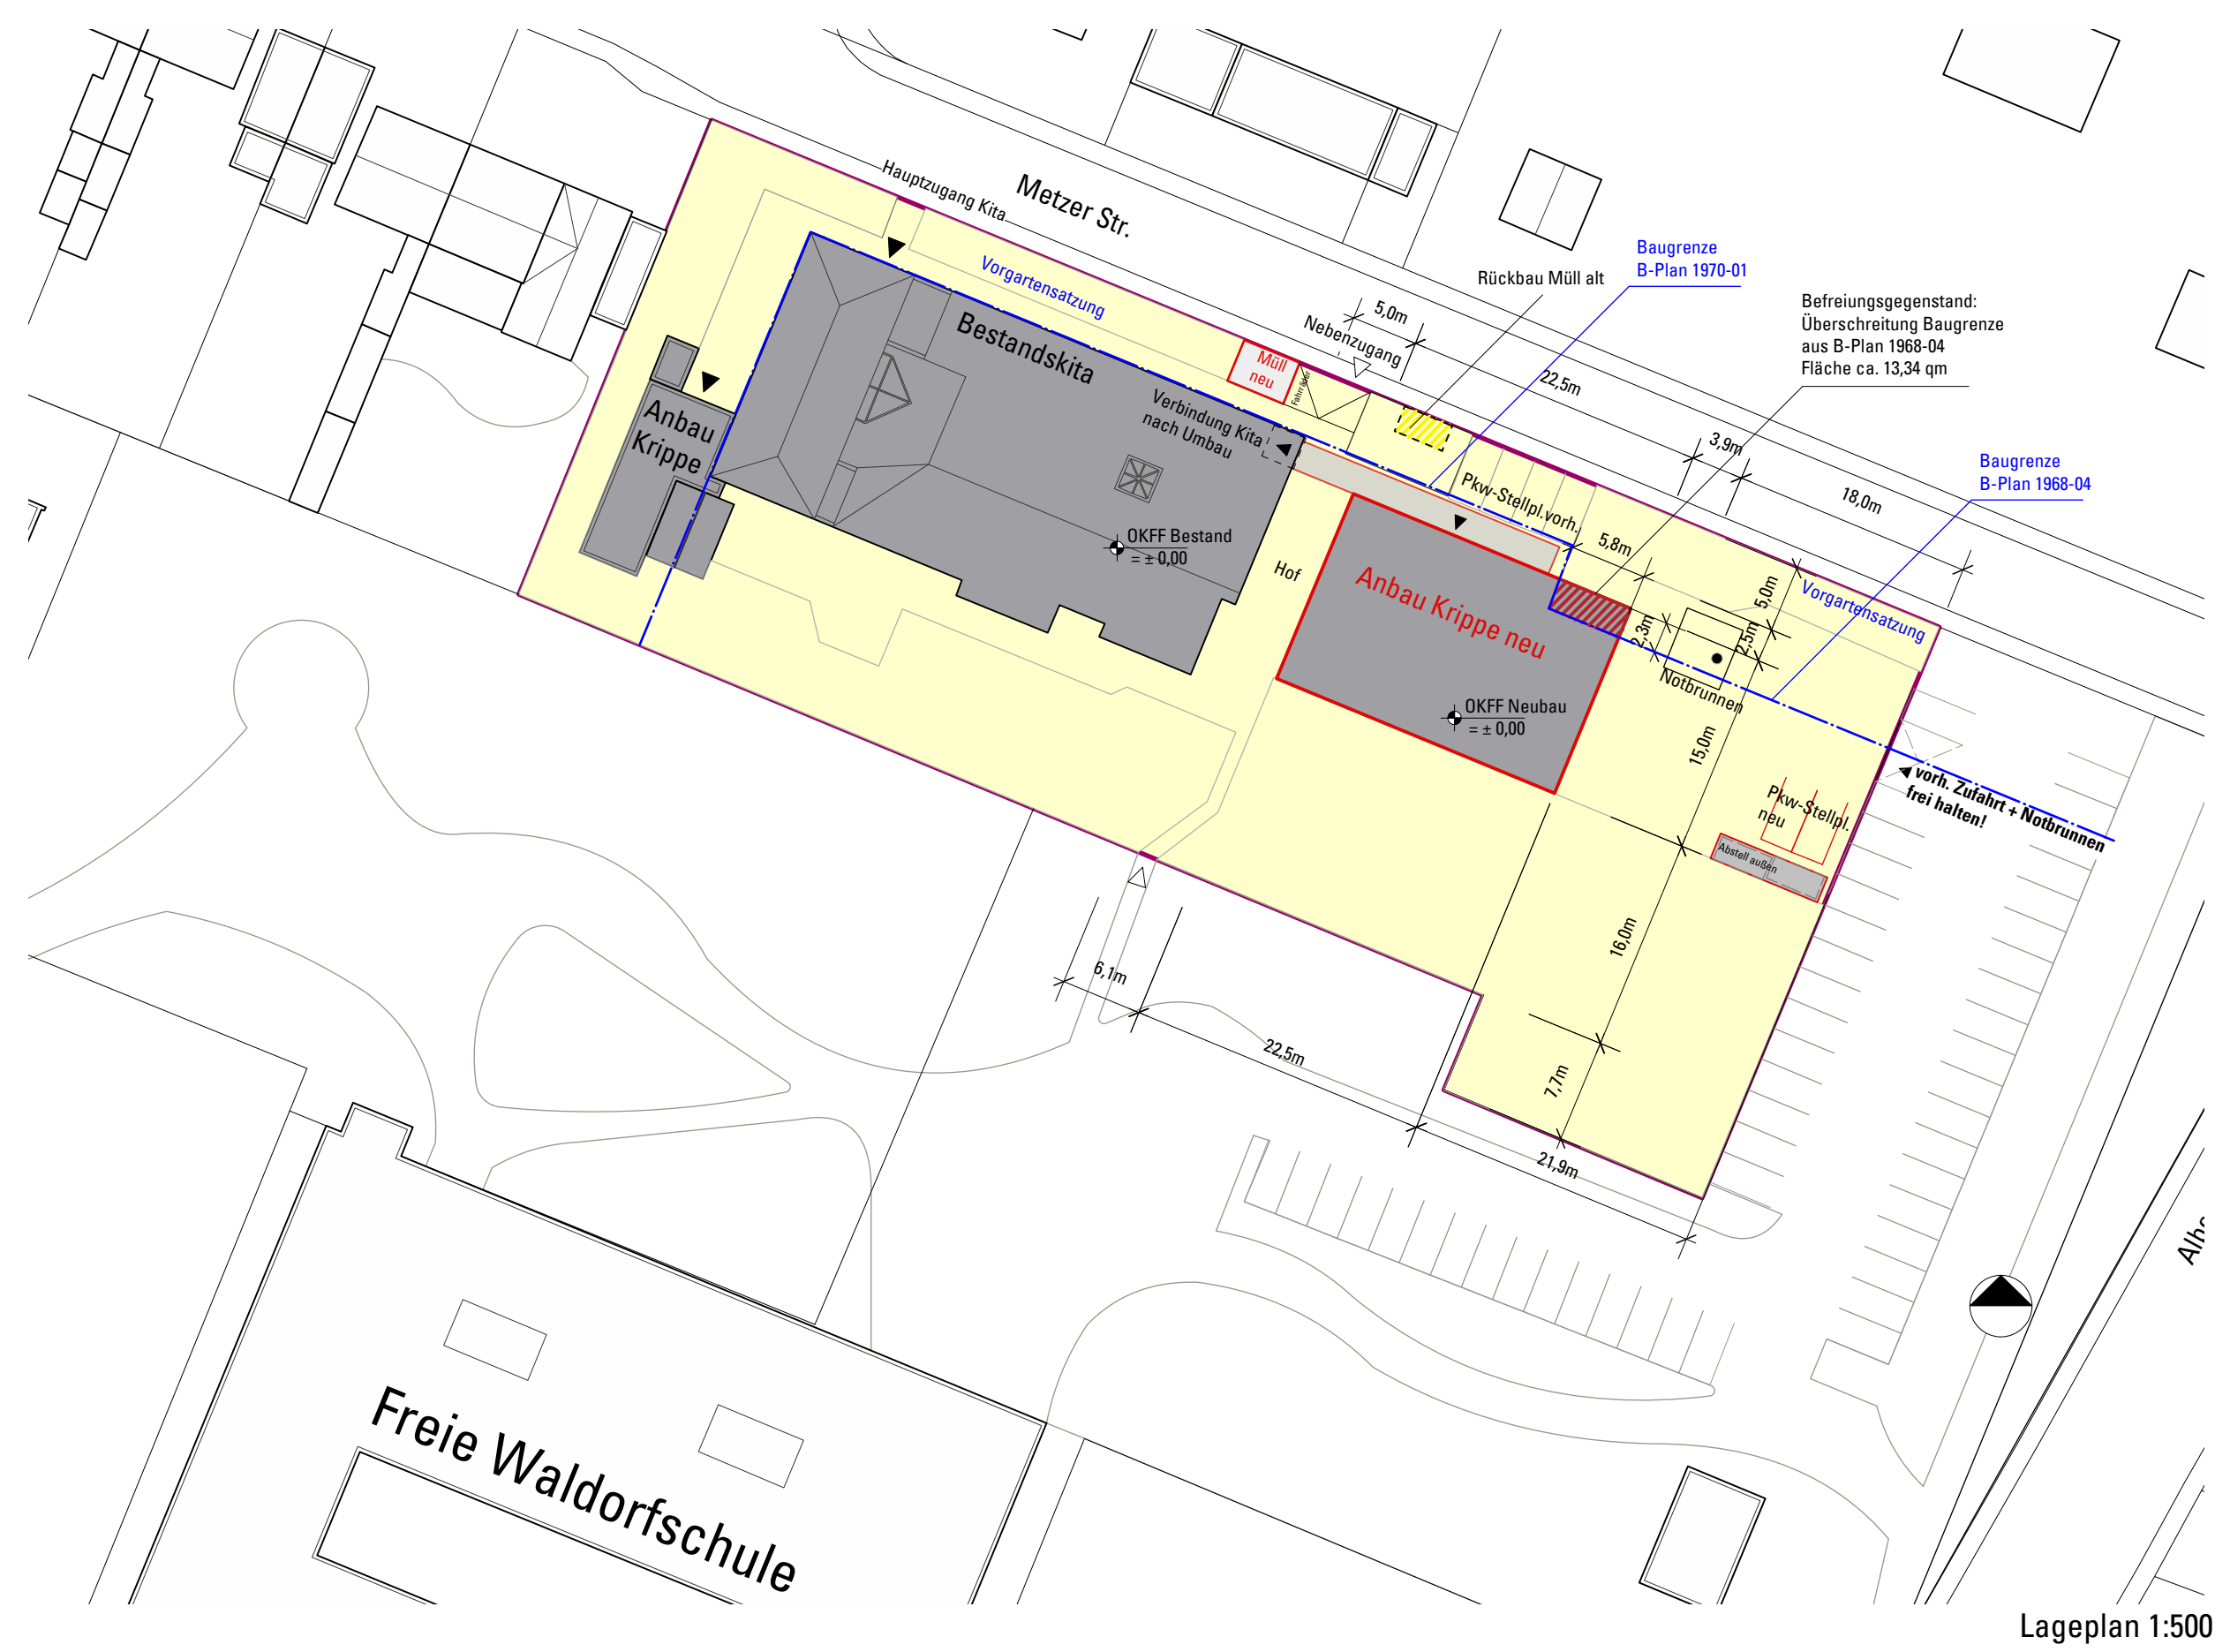 Hauptzugang Kita
Metzer Str.
Vorgartensatzung
Baugrenze
B-Plan 1970-01
Rückbau Müll alt
Befreiungsgegenstand:
Überschreitung Baugrenze
aus B-Plan 1968-04
Fläche ca. 13,34 qm
5,0m
Nebenzugang
22,5m
3,9m
18,0m
Bestandskita
Müll
neu
Fahrräder
Verbindung Kita
nach Umbau
Anbau
Krippe
Baugrenze
B-Plan 1968-04
Pkw-Stellpl.vorh.
5,8m
OKFF Bestand
= ± 0,00
Hof
Anbau Krippe neu
5,0m
Vorgartensatzung
2,3m
2,5m
Notbrunnen
OKFF Neubau
= ± 0,00
15,0m
vorh. Zufahrt + Notbrunnen
frei halten!
Pkw-Stellpl.
neu
Abstell außen
16,0m
6,1m
22,5m
7,7m
21,9m
Freie Waldorfschule
Lageplan 1:500